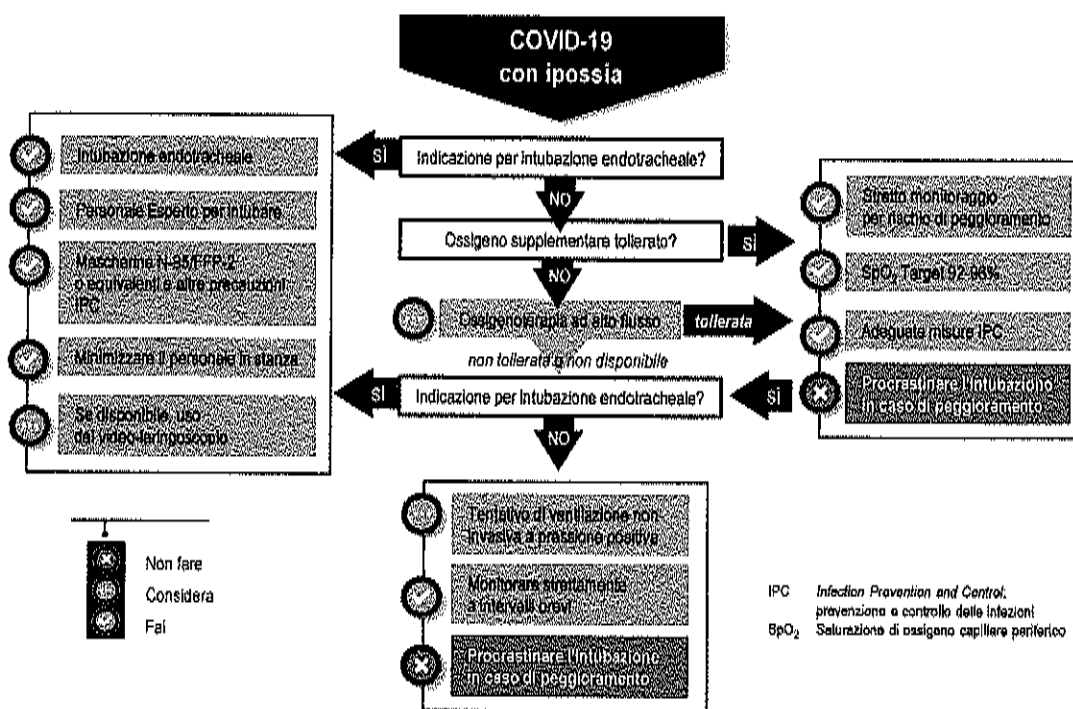 COVID-19
con ipossia
Indicazione per Intubazione endotracheale?
SÌ
NO
Intubazione endotracheale
Personale Esperto per intubare
Mascherina N-95/FFP-2
o equivalenti e altre precauzioni
IPC
Minimizzare il personale in stanza
Se disponibile, uso
del video-laringoscopio
Ossigeno supplementare tollerato?
SÌ
NO
Stretto monitoraggio
per rischio di peggioramento
SpO₂ Target 92-96%
Adeguate misure IPC
Procrastinare l'Intubazione
in caso di peggioramento
Ossigenoterapia ad alto flusso
tollerata
non tollerata o non disponibile
Indicazione per Intubazione endotracheale?
SÌ
SÌ
NO
Tentativo di ventilazione non
invasiva a pressione positiva
Monitorare strettamente
a intervalli brevi
Procrastinare l'Intubazione
in caso di peggioramento
Non fare
Considera
Fai
IPC Infection Prevention and Control:
prevenzione e controllo delle infezioni
SpO₂ Saturazione di ossigeno capillare periferico